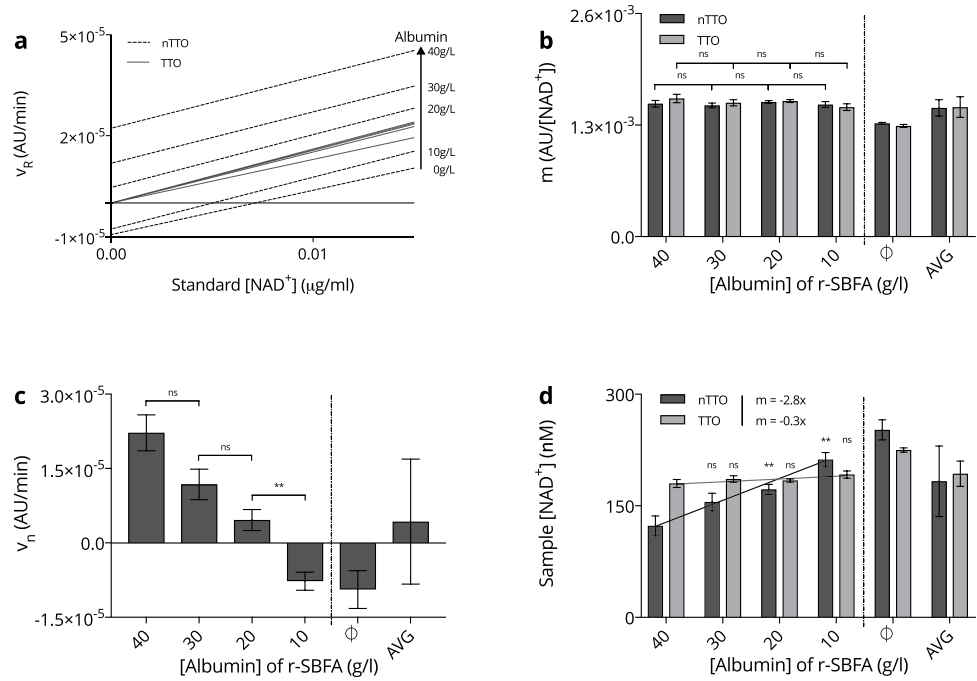 a
5×10⁻⁵
2×10⁻⁵
-1×10⁻⁵
v_R (AU/min)
nTTO
TTO
Albumin
40g/L
30g/L
20g/L
10g/L
0g/L
0.00
0.01
Standard [NAD⁺] (μg/ml)
b
2.6×10⁻³
1.3×10⁻³
0.0
m (AU/[NAD⁺])
nTTO
TTO
ns ns ns
ns ns ns
40 30 20 10 ϕ AVG
[Albumin] of r-SBFA (g/l)
c
3.0×10⁻⁵
1.5×10⁻⁵
0.0
-1.5×10⁻⁵
v_n (AU/min)
ns
ns
**
40 30 20 10 ϕ AVG
[Albumin] of r-SBFA (g/l)
d
300
150
0
Sample [NAD⁺] (nM)
nTTO m = -2.8x
TTO m = -0.3x
ns ns ** ns ** ns
40 30 20 10 ϕ AVG
[Albumin] of r-SBFA (g/l)